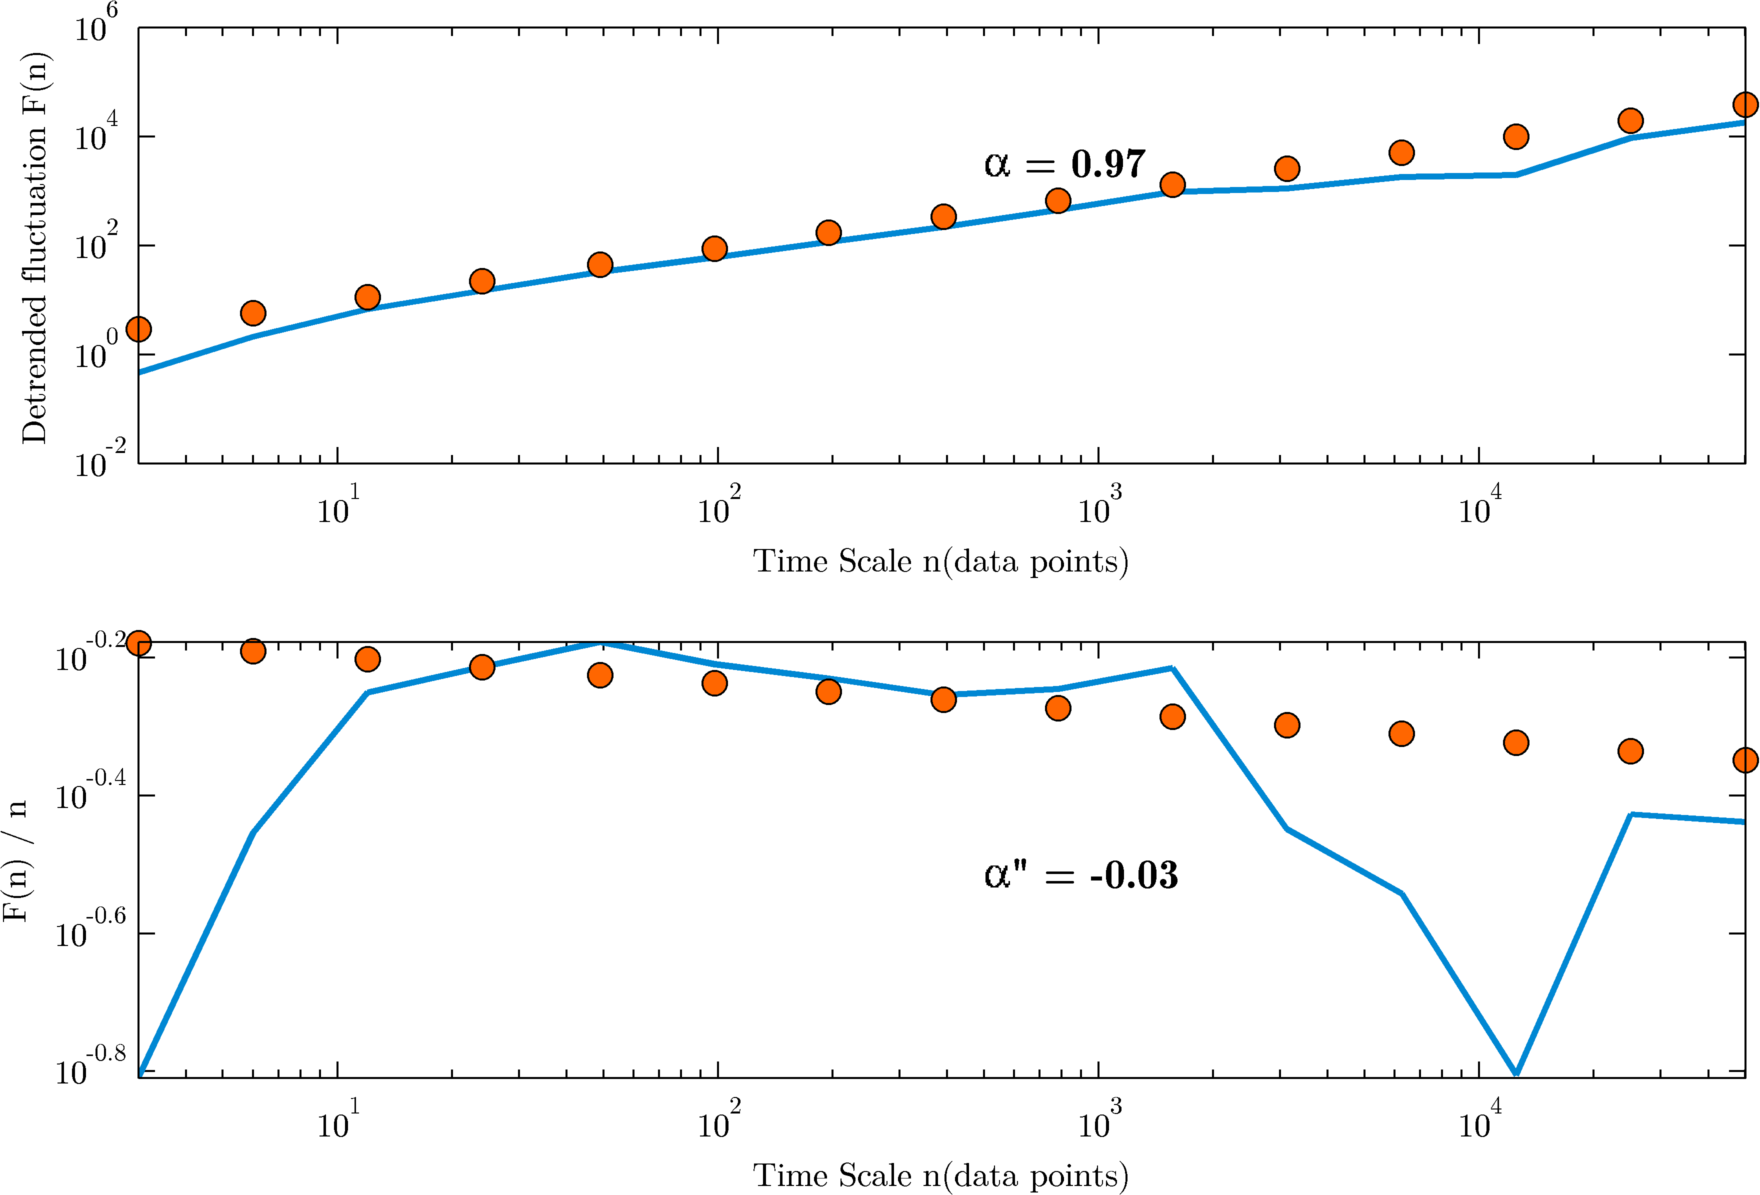 10^6
10^4
10^2
10^0
10^-2
Detrended fluctuation F(n)
α = 0.97
10^1 10^2 10^3 10^4
Time Scale n(data points)
10^-0.2
10^-0.4
10^-0.6
10^-0.8
F(n) / n
α" = -0.03
10^1 10^2 10^3 10^4
Time Scale n(data points)